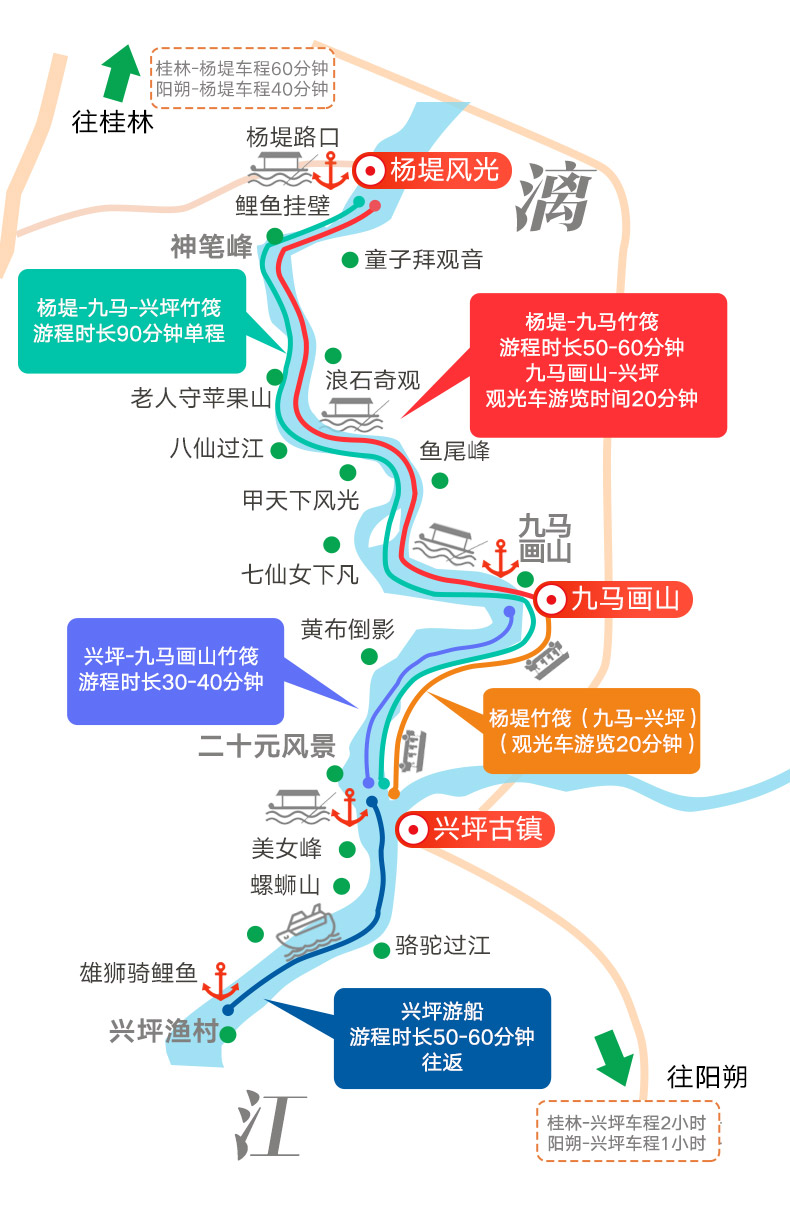 桂林-杨堤车程60分钟
阳朔-杨堤车程40分钟
往桂林
杨堤路口
杨堤风光
漓
鲤鱼挂壁
神笔峰
童子拜观音
杨堤-九马-兴坪竹筏
游程时长90分钟单程
杨堤-九马竹筏
游程时长50-60分钟
九马画山-兴坪
观光车游览时间20分钟
浪石奇观
老人守苹果山
八仙过江
鱼尾峰
甲天下风光
九马
画山
七仙女下凡
九马画山
黄布倒影
兴坪-九马画山竹筏
游程时长30-40分钟
杨堤竹筏（九马-兴坪）
（观光车游览20分钟）
二十元风景
兴坪古镇
美女峰
螺蛳山
骆驼过江
雄狮骑鲤鱼
兴坪渔村
兴坪游船
游程时长50-60分钟
往返
往阳朔
江
桂林-兴坪车程2小时
阳朔-兴坪车程1小时